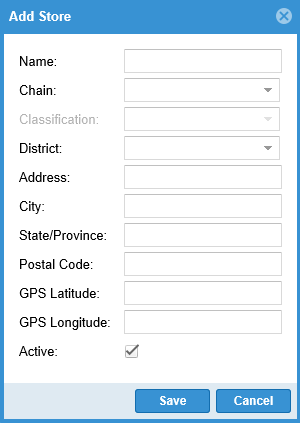 Add Store
Name:
Chain:
Classification:
District:
Address:
City:
State/Province:
Postal Code:
GPS Latitude:
GPS Longitude:
Active:
Save Cancel